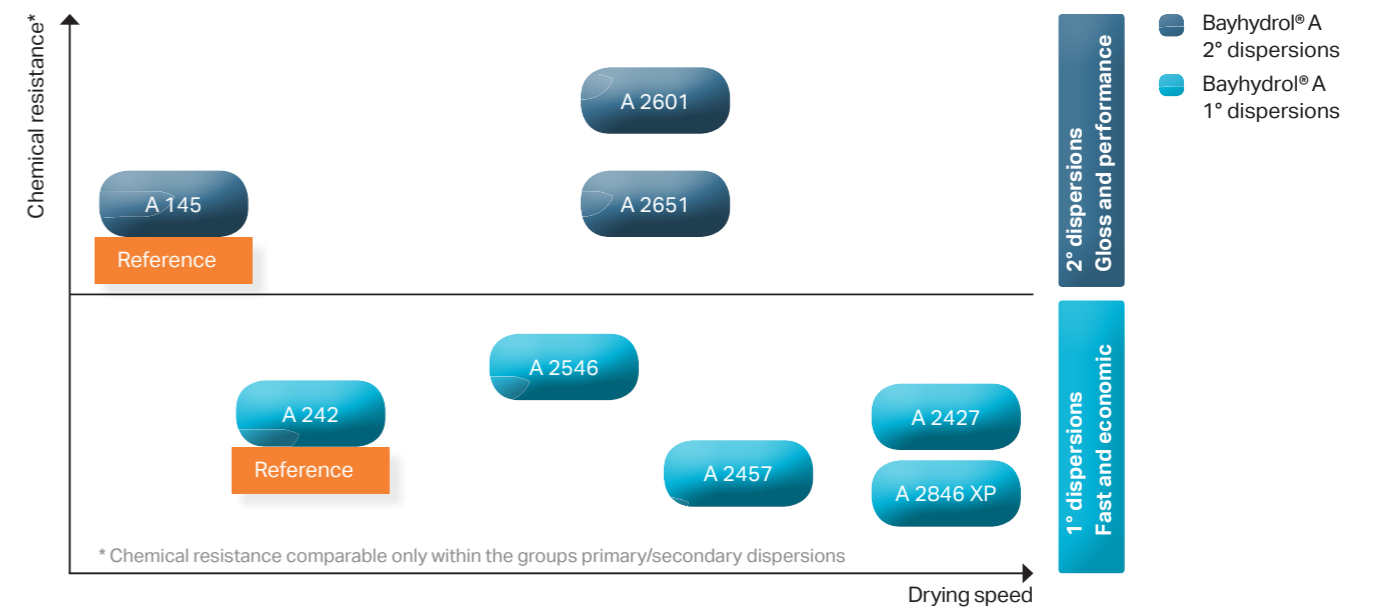 Chemical resistance*
A 2601
A 145
A 2651
Reference
A 2546
A 242
A 2427
Reference
A 2457
A 2846 XP
* Chemical resistance comparable only within the groups primary/secondary dispersions
Drying speed
2° dispersions
Gloss and performance
1° dispersions
Fast and economic
Bayhydrol® A
2° dispersions
Bayhydrol® A
1° dispersions